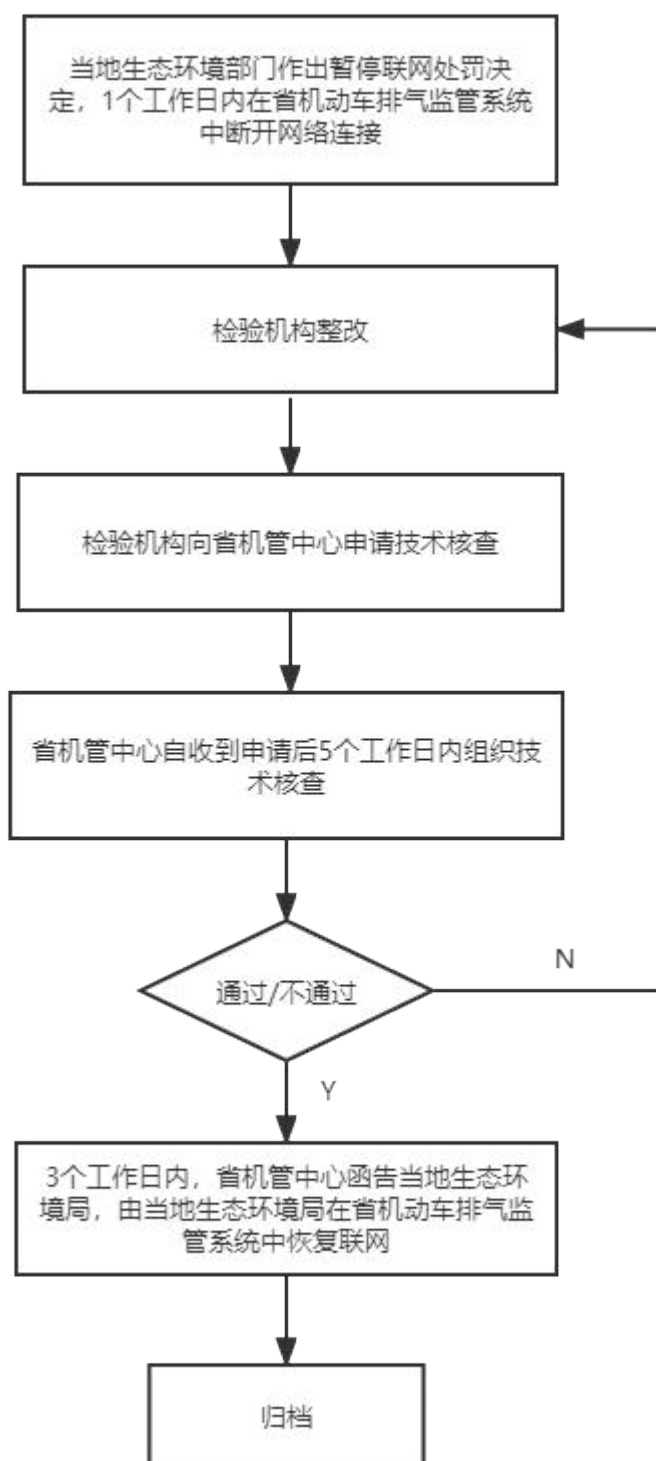 当地生态环境部门作出暂停联网处罚决
定，1个工作日内在省机动车排气监管系统
中断开网络连接
检验机构整改
检验机构向省机管中心申请技术核查
省机管中心自收到申请后5个工作日内组织技
术核查
通过/不通过
N
Y
3个工作日内，省机管中心函告当地生态环
境局，由当地生态环境局在省机动车排气监
管系统中恢复联网
归档